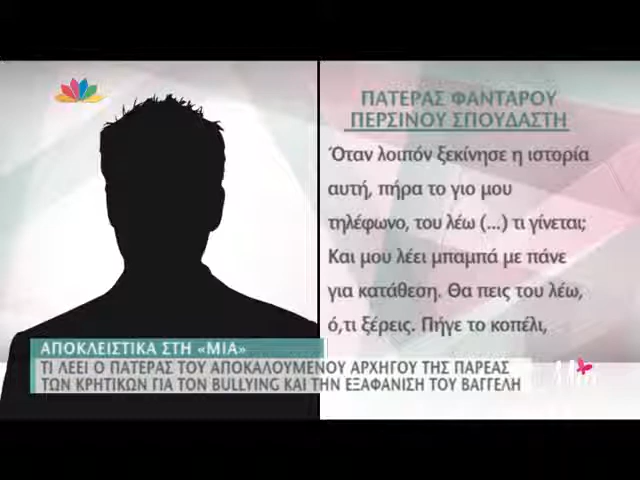 ΠΑΤΕΡΑΣ ΦΑΝΤΑΡΟΥ
ΠΕΡΣΙΝΟΥ ΣΠΟΥΔΑΣΤΗ
Όταν λοιπόν ξεκίνησε η ιστορία
αυτή, πήρα το γιο μου
τηλέφωνο, του λέω (...) τι γίνεται;
Και μου λέει μπαμπά με πάνε
για κατάθεση. Θα πεις του λέω,
ό,τι ξέρεις. Πήγε το κοπέλι,
ΑΠΟΚΛΕΙΣΤΙΚΑ ΣΤΗ «ΜΙΑ»
ΤΙ ΛΕΕΙ Ο ΠΑΤΕΡΑΣ ΤΟΥ ΑΠΟΚΑΛΟΥΜΕΝΟΥ ΑΡΧΗΓΟΥ ΤΗΣ ΠΑΡΕΑΣ
ΤΩΝ ΚΡΗΤΙΚΩΝ ΓΙΑ ΤΟΝ BULLYING ΚΑΙ ΤΗΝ ΕΞΑΦΑΝΙΣΗ ΤΟΥ ΒΑΓΓΕΛΗ